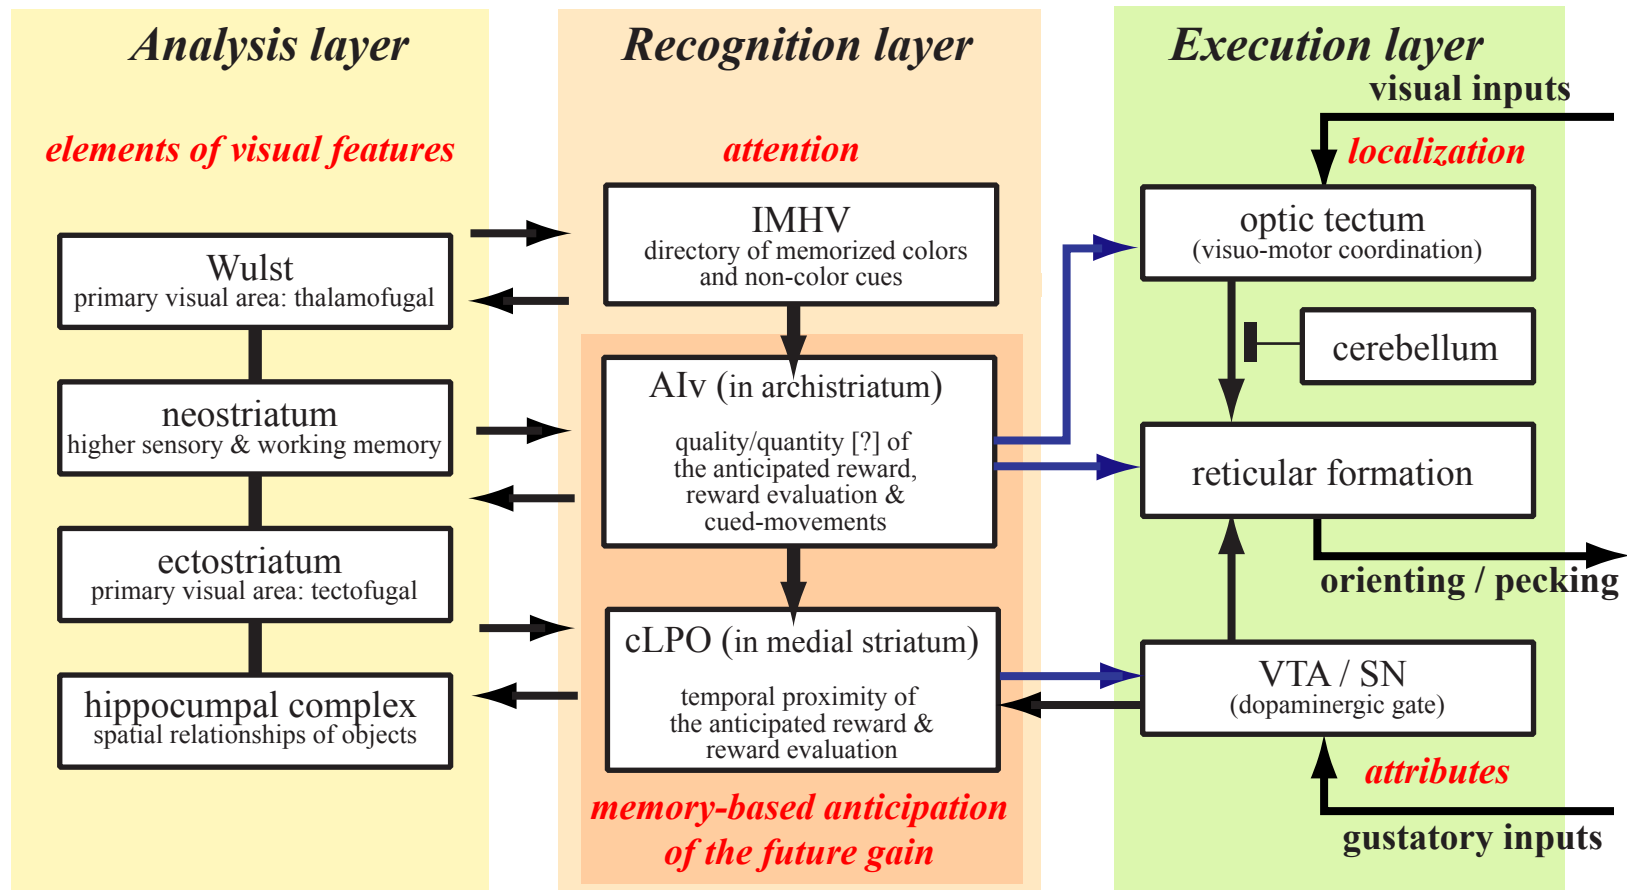 Analysis layer
elements of visual features
Wulst
primary visual area: thalamofugal
neostriatum
higher sensory & working memory
ectostriatum
primary visual area: tectofugal
hippocumpal complex
spatial relationships of objects
Recognition layer
attention
IMHV
directory of memorized colors
and non-color cues
AIv (in archistriatum)
quality/quantity [?] of
the anticipated reward,
reward evaluation &
cued-movements
cLPO (in medial striatum)
temporal proximity of
the anticipated reward &
reward evaluation
memory-based anticipation
of the future gain
Execution layer
visual inputs
localization
optic tectum
(visuo-motor coordination)
cerebellum
reticular formation
orienting / pecking
VTA / SN
(dopaminergic gate)
attributes
gustatory inputs